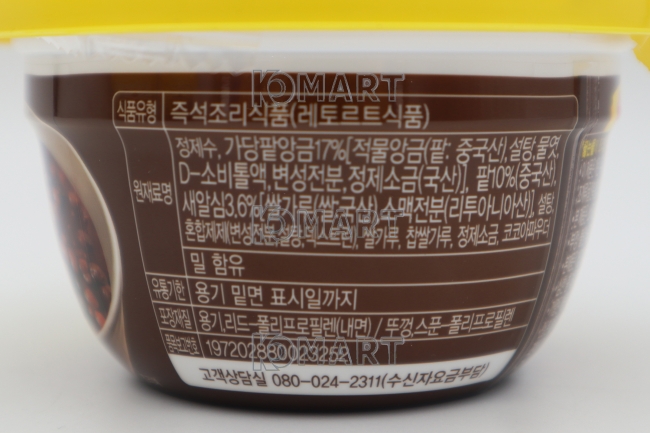 KOMART
식품유형 즉석조리식품(레토르트식품)
원재료명 정제수, 가당팥앙금17%[적물앙금(팥: 중국산), 설탕, 물엿,
D-소비톨액, 변성전분, 정제소금(국산)], 팥10%(중국산),
새알심3.6%[쌀가루(쌀:국산), 스맥전분(리투아니아산)], 설탕,
혼합제제(변성전분,설탕,덱스트린), 쌀가루, 찹쌀가루, 정제소금, 코코아파우더
밀 함유
유통기한 용기 밑면 표시일까지
포장재질 용기,리드-폴리프로필렌(내면) / 뚜껑,스푼-폴리프로필렌
품목보고번호
KOMART
고객상담실 080-024-2311(수신자요금부담)